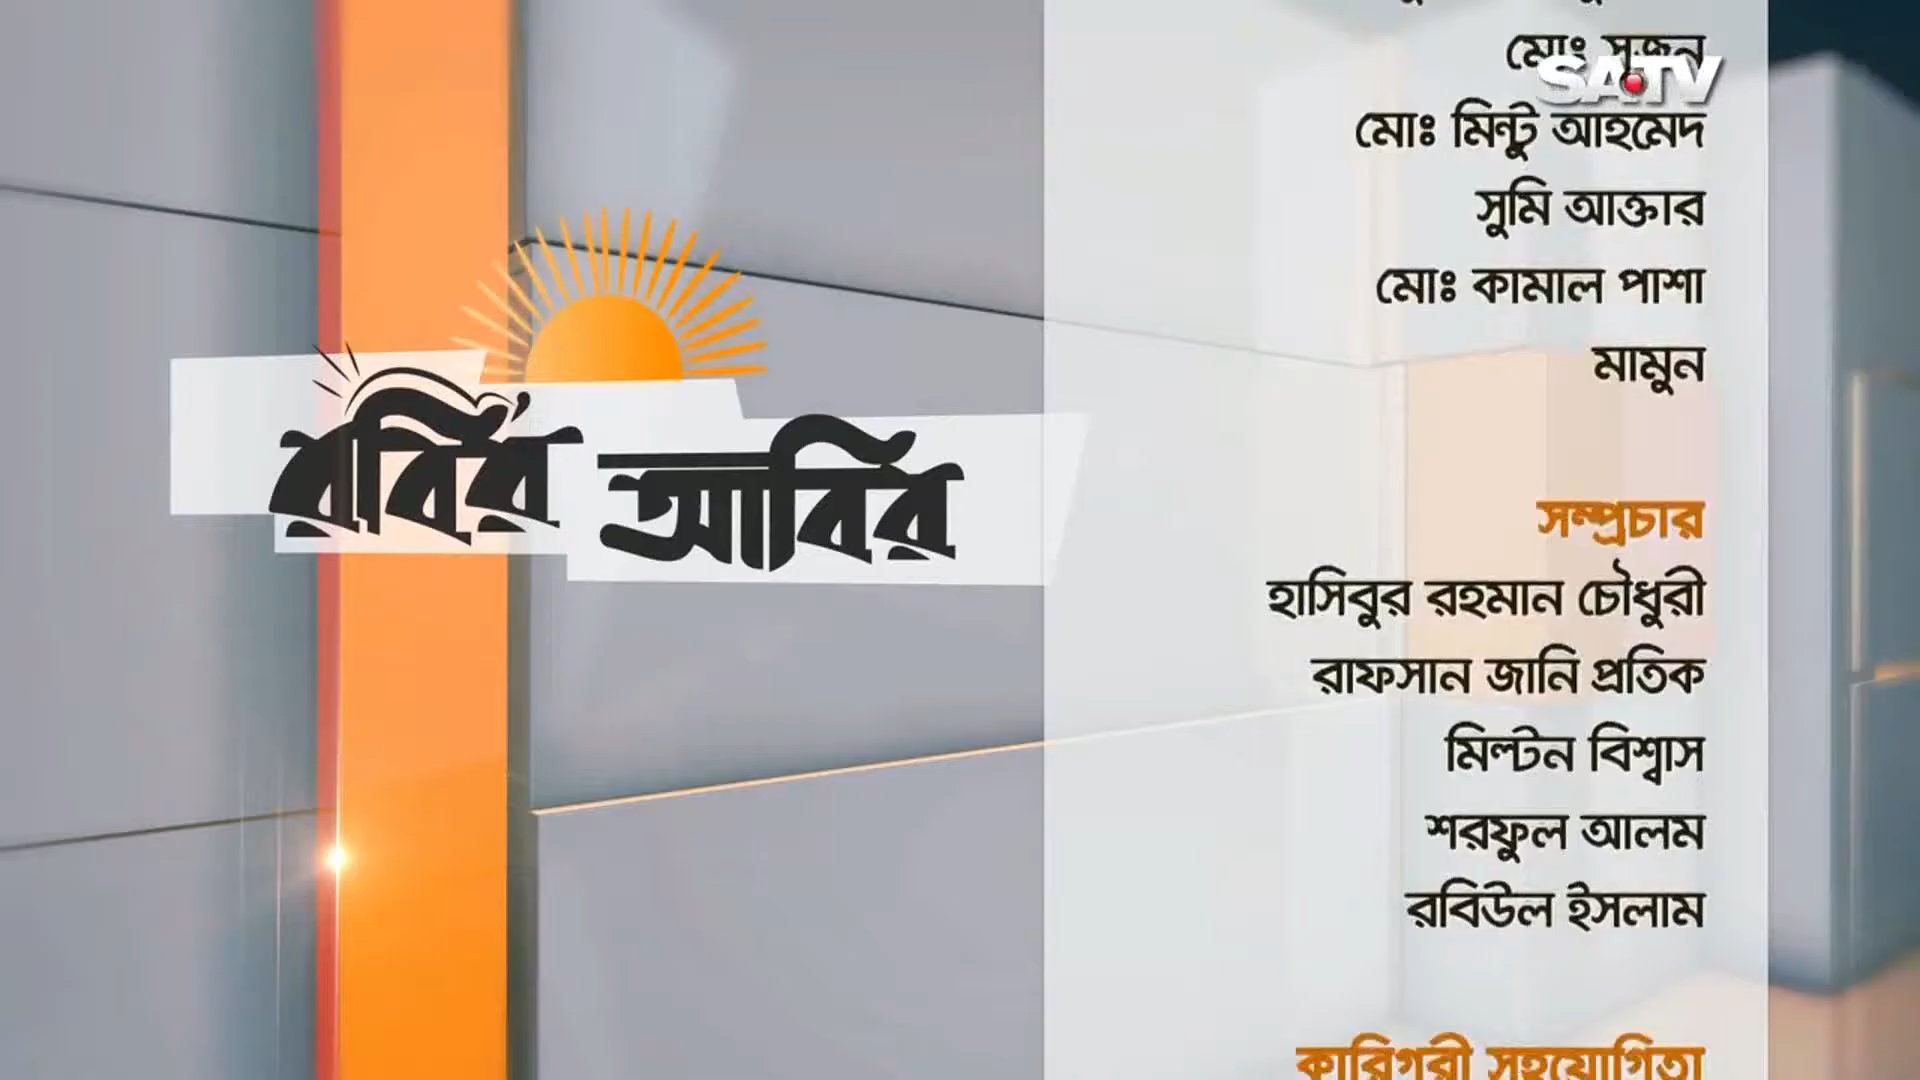 মোঃ সুজন
SATV
মোঃ মিন্টু আহমেদ
সুমি আক্তার
মোঃ কামাল পাশা
মামুন
রবির আবির
সম্প্রচার
হাসিবুর রহমান চৌধুরী
রাফসান জানি প্রতিক
মিল্টন বিশ্বাস
শরফুল আলম
রবিউল ইসলাম
কারিগরী সহযোগিতা